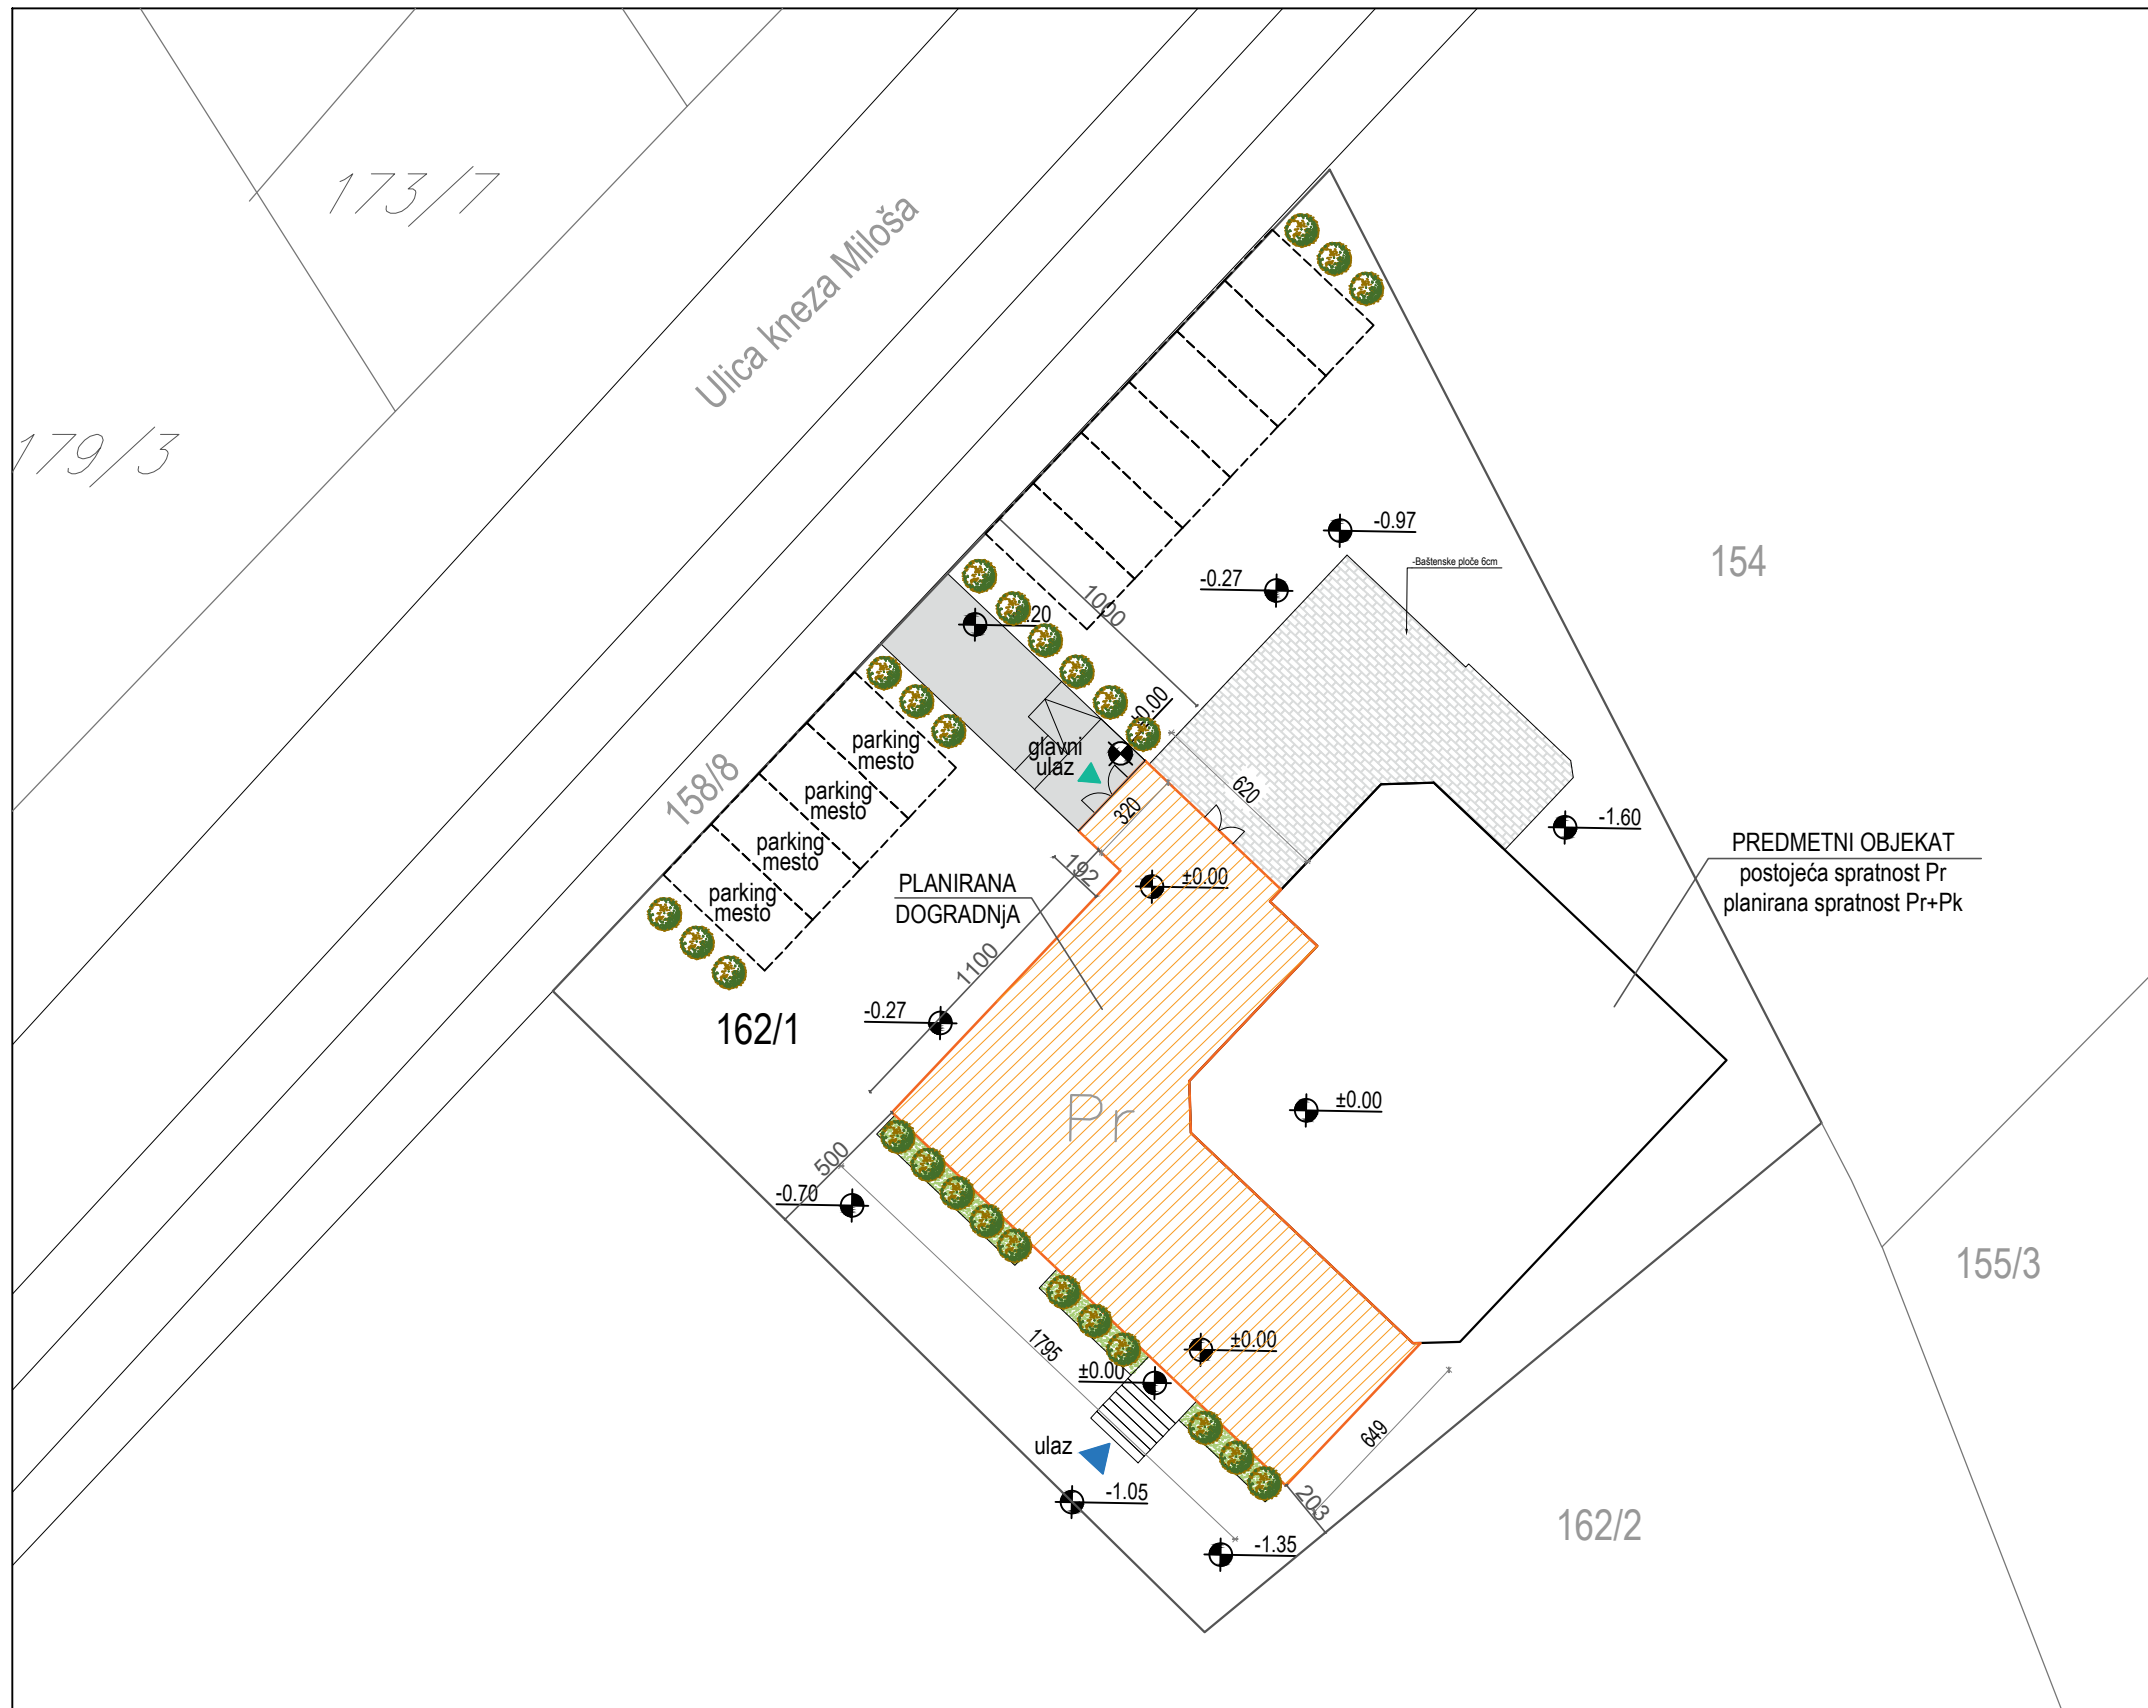 173/7
Ulica kneza Miloša
179/3
-0.97
154
-Baštenske ploče 6cm
-0.27
1000
±0.00
glavni
ulaz
parking
mesto
158/8
parking
mesto
620
320
-1.60
parking
mesto
PREDMETNI OBJEKAT
postojeća spratnost Pr
planirana spratnost Pr+Pk
192
±0.00
PLANIRANA
DOGRADNjA
parking
mesto
1100
-0.27
162/1
±0.00
Pr
500
-0.70
155/3
1795
±0.00
±0.00
649
ulaz
-1.05
203
162/2
-1.35